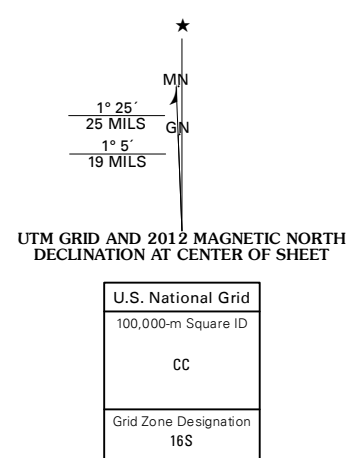 MN
1° 25´
25 MILS
GN
1° 5´
19 MILS
UTM GRID AND 2012 MAGNETIC NORTH
DECLINATION AT CENTER OF SHEET
U.S. National Grid
100,000-m Square ID
CC
Grid Zone Designation
16S